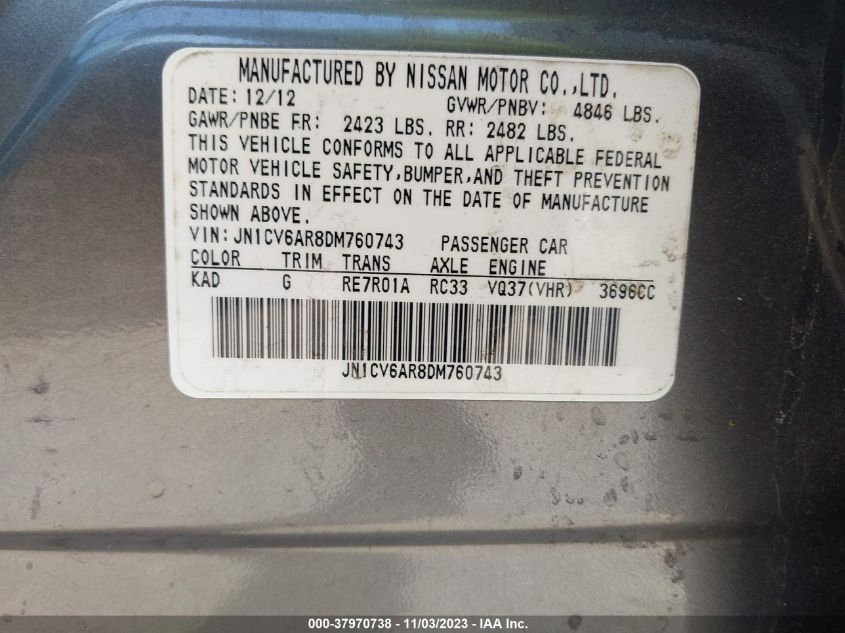 MANUFACTURED BY NISSAN MOTOR CO.,LTD.
DATE: 12/12 GVWR/PNBV: 4846 LBS.
GAWR/PNBE FR: 2423 LBS. RR: 2482 LBS.
THIS VEHICLE CONFORMS TO ALL APPLICABLE FEDERAL
MOTOR VEHICLE SAFETY,BUMPER,AND THEFT PREVENTION
STANDARDS IN EFFECT ON THE DATE OF MANUFACTURE
SHOWN ABOVE.
VIN: JN1CV6AR8DM760743 PASSENGER CAR
COLOR TRIM TRANS AXLE ENGINE
KAD G RE7R01A RC33 VQ37(VHR) 3696CC
JN1CV6AR8DM760743
000-37970738 - 11/03/2023 - IAA Inc.